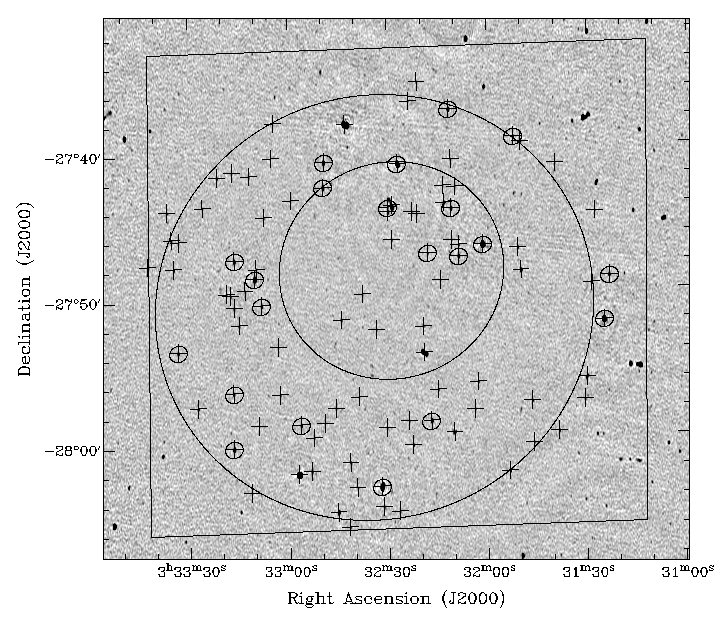 −27°40′
−27°50′
−28°00′
Declination (J2000)
3ʰ33ᵐ30ˢ 33ᵐ00ˢ 32ᵐ30ˢ 32ᵐ00ˢ 31ᵐ30ˢ 31ᵐ00ˢ
Right Ascension (J2000)